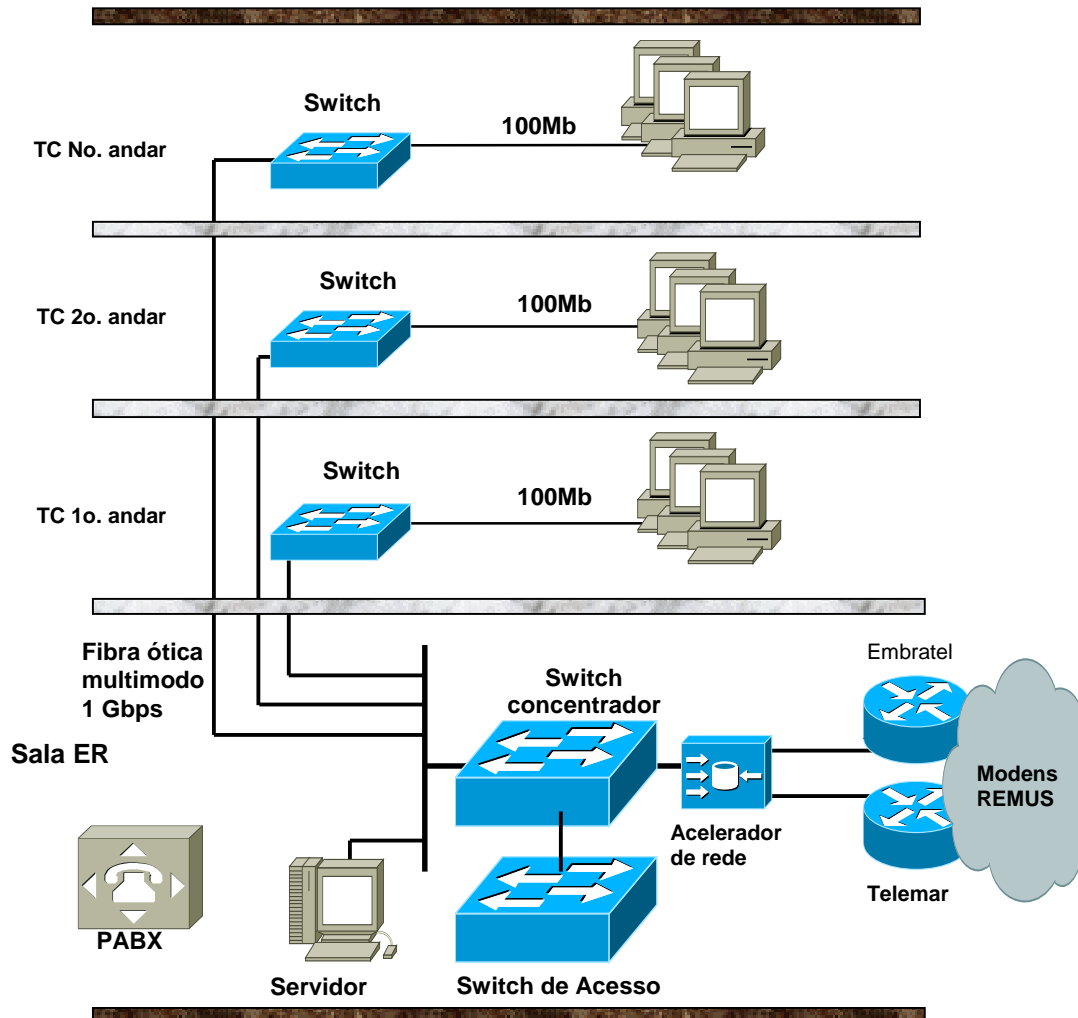 Switch
100Mb
TC No. andar
Switch
100Mb
TC 2o. andar
Switch
100Mb
TC 1o. andar
Fibra ótica
multimodo
1 Gbps
Sala ER
Switch
concentrador
Embratel
Modens
REMUS
Acelerador
de rede
Telemar
PABX
Servidor
Switch de Acesso